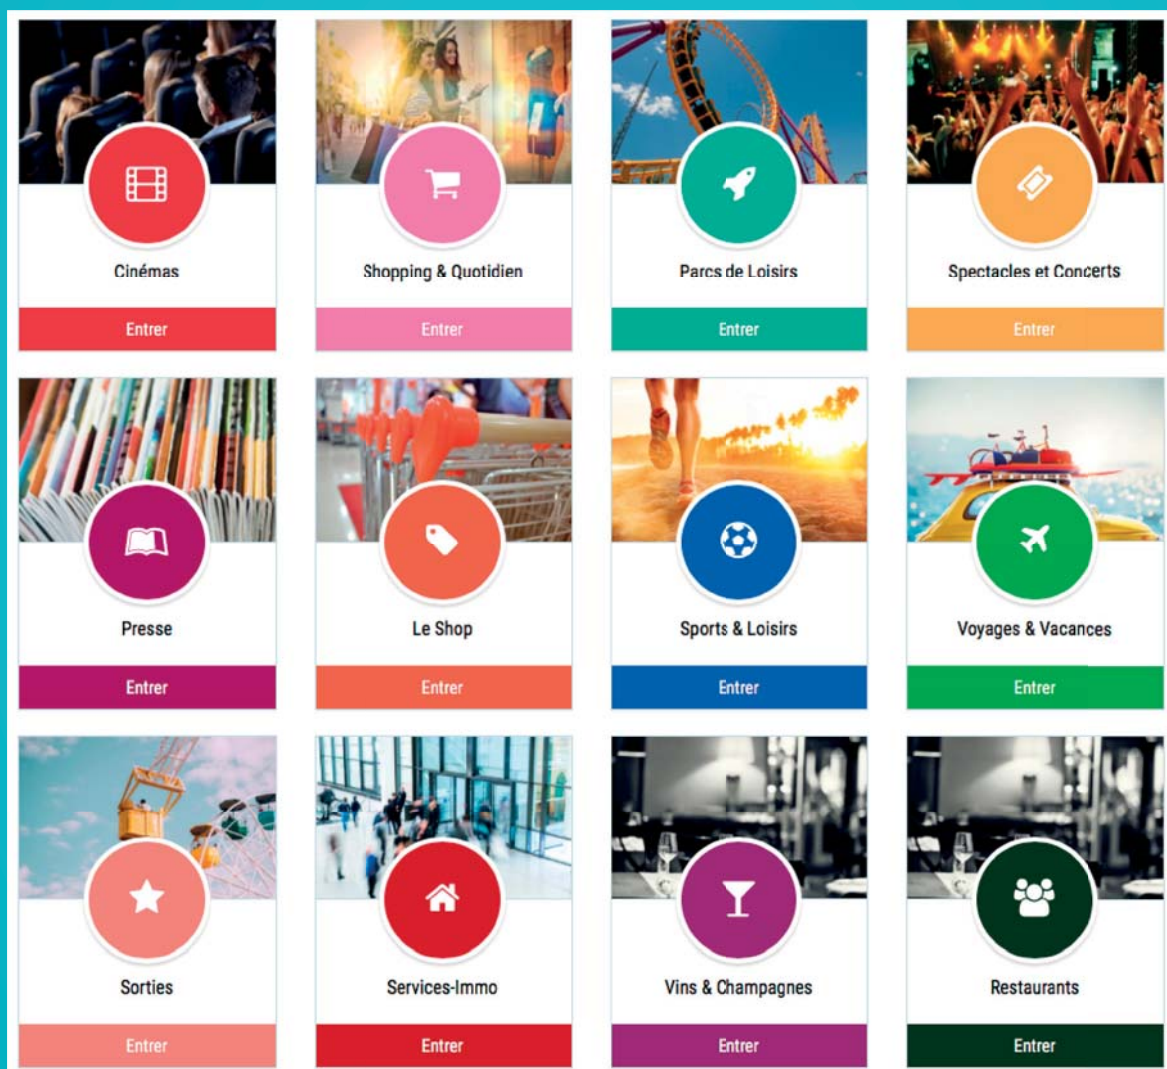 Cinémas
Shopping & Quotidien
Parcs de Loisirs
Spectacles et Concerts
Entrer
Entrer
Entrer
Entrer
Presse
Le Shop
Sports & Loisirs
Voyages & Vacances
Entrer
Entrer
Entrer
Entrer
Sorties
Services-Immo
Vins & Champagnes
Restaurants
Entrer
Entrer
Entrer
Entrer